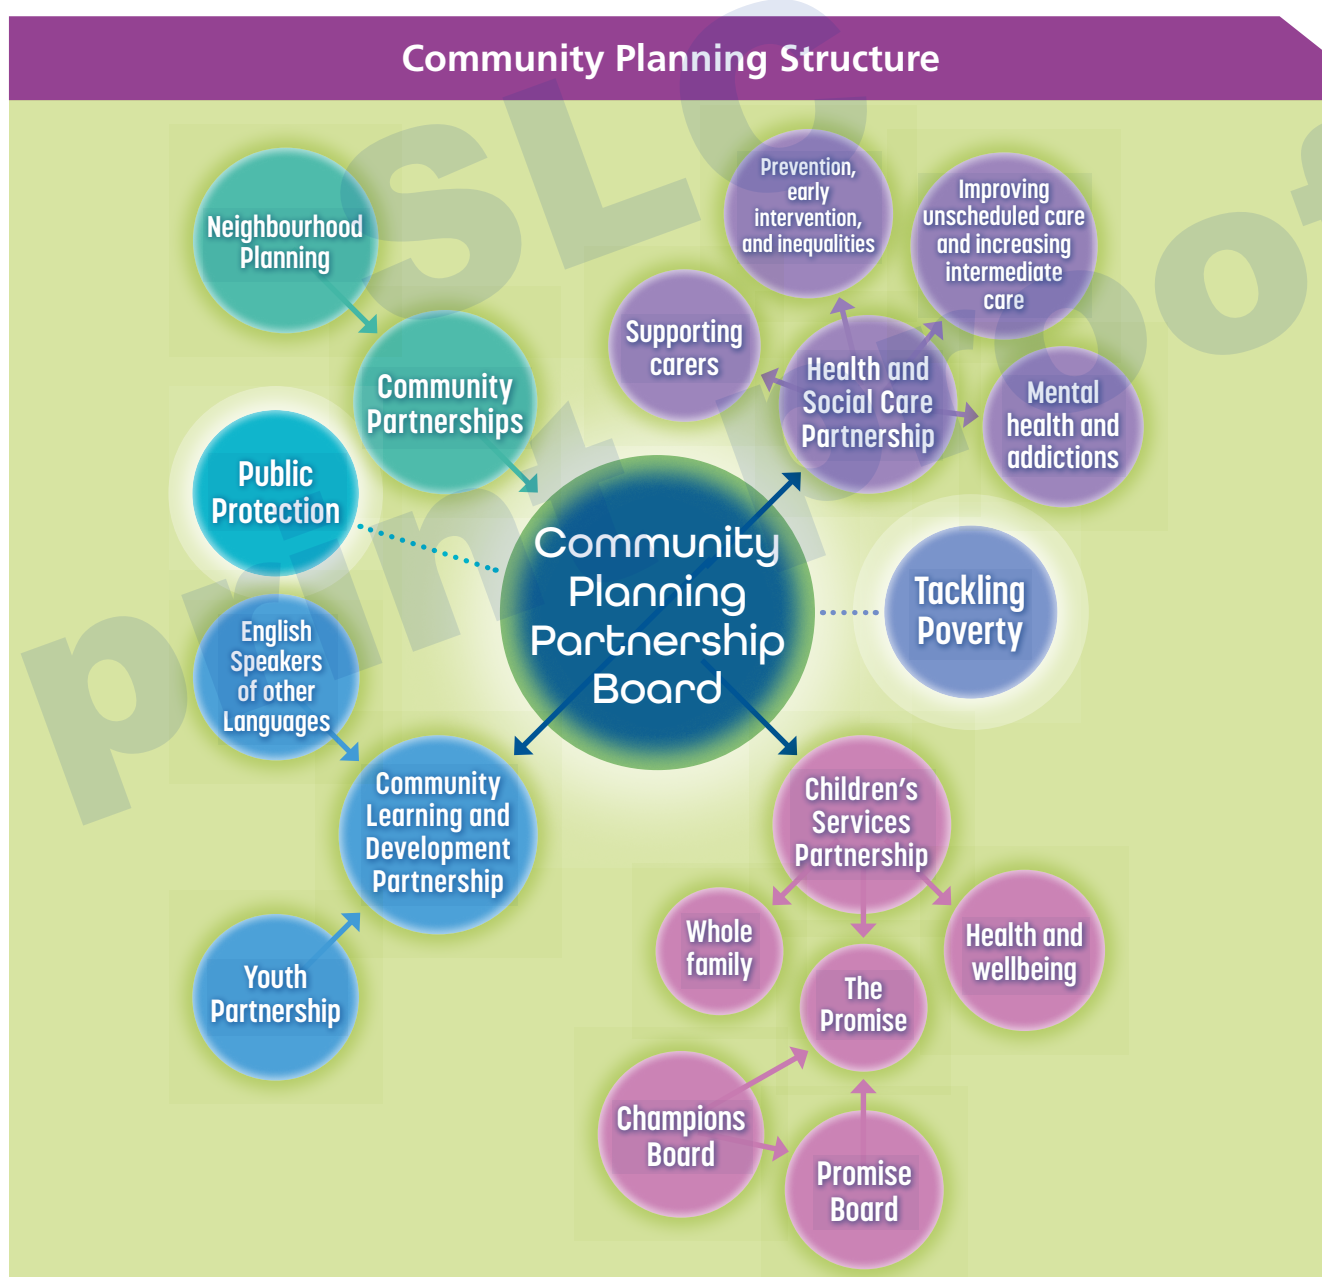 Community Planning Structure
Neighbourhood
Planning
Community
Partnerships
Public
Protection
English
Speakers
of other
Languages
Community
Learning and
Development
Partnership
Youth
Partnership
Community
Planning
Partnership
Board
Supporting
carers
Prevention,
early
intervention,
and inequalities
Improving
unscheduled care
and increasing
intermediate
care
Health and
Social Care
Partnership
Mental
health and
addictions
Tackling
Poverty
Children's
Services
Partnership
Whole
family
The
Promise
Health and
wellbeing
Champions
Board
Promise
Board
SLC
print proof